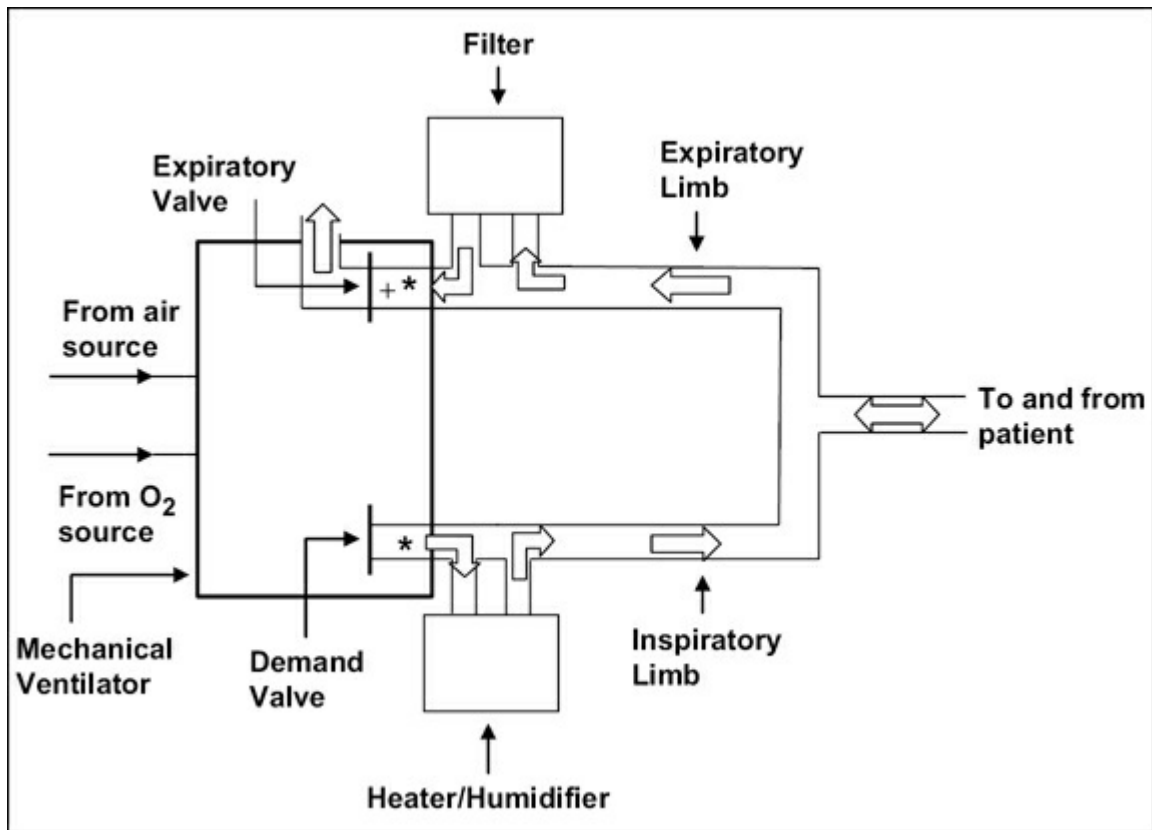 Filter
Expiratory
Valve
Expiratory
Limb
+ *
From air
source
To and from
patient
From O₂
source
*
Mechanical
Ventilator
Demand
Valve
Inspiratory
Limb
Heater/Humidifier